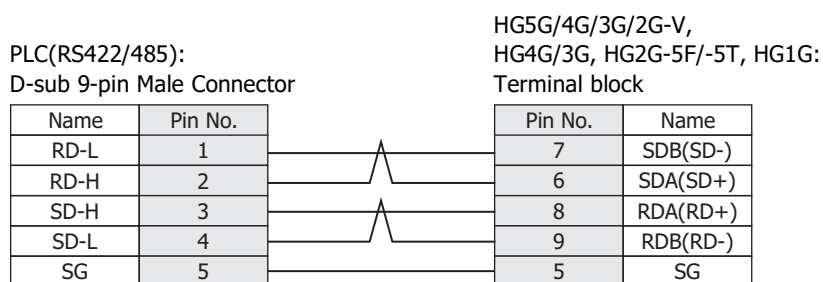 HG5G/4G/3G/2G-V,
PLC(RS422/485): HG4G/3G, HG2G-5F/-5T, HG1G:
D-sub 9-pin Male Connector Terminal block
Name Pin No. Pin No. Name
RD-L 1 7 SDB(SD-)
RD-H 2 6 SDA(SD+)
SD-H 3 8 RDA(RD+)
SD-L 4 9 RDB(RD-)
SG 5 5 SG